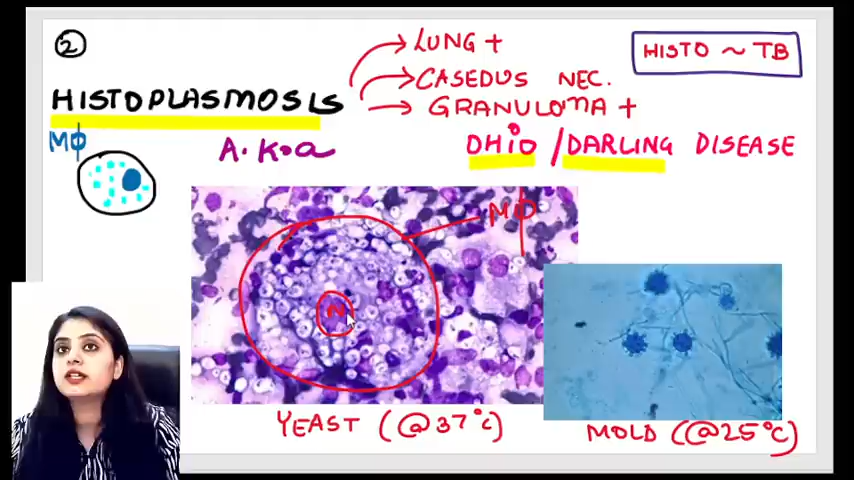 2
LUNG +
HISTO ~ TB
CASEOUS NEC.
HISTOPLASMOSIS
GRANULOMA +
MΦ
A.K.a
OHIO / DARLING DISEASE
MΦ
N
YEAST (@37°C)
MOLD (@25°C)